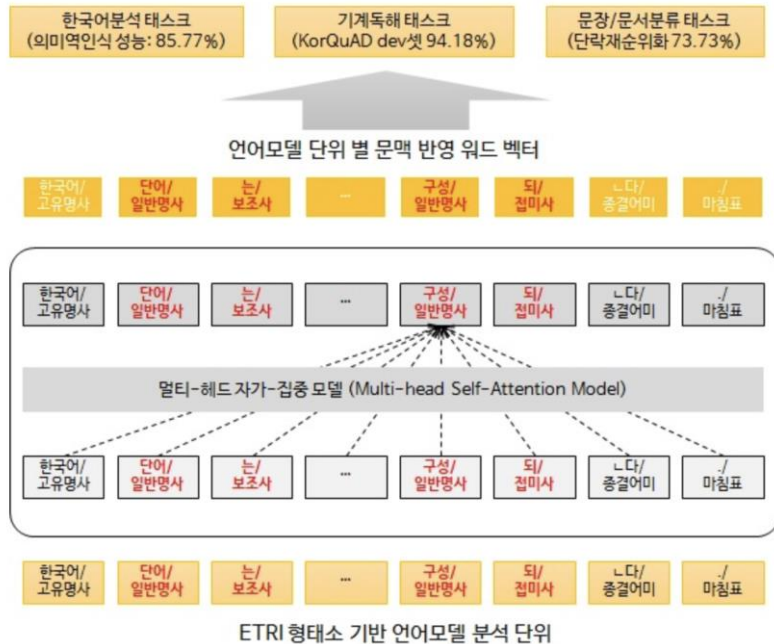 한국어분석 태스크
(의미역인식 성능: 85.77%)
기계독해 태스크
(KorQuAD dev셋 94.18%)
문장/문서분류 태스크
(단락재순위화 73.73%)
언어모델 단위 별 문맥 반영 워드 벡터
한국어/
고유명사
단어/
일반명사
는/
보조사
...
구성/
일반명사
되/
접미사
ㄴ다/
종결어미
./
마침표
한국어/
고유명사
단어/
일반명사
는/
보조사
...
구성/
일반명사
되/
접미사
ㄴ다/
종결어미
./
마침표
멀티-헤드 자가-집중 모델 (Multi-head Self-Attention Model)
한국어/
고유명사
단어/
일반명사
는/
보조사
...
구성/
일반명사
되/
접미사
ㄴ다/
종결어미
./
마침표
한국어/
고유명사
단어/
일반명사
는/
보조사
...
구성/
일반명사
되/
접미사
ㄴ다/
종결어미
./
마침표
ETRI 형태소 기반 언어모델 분석 단위